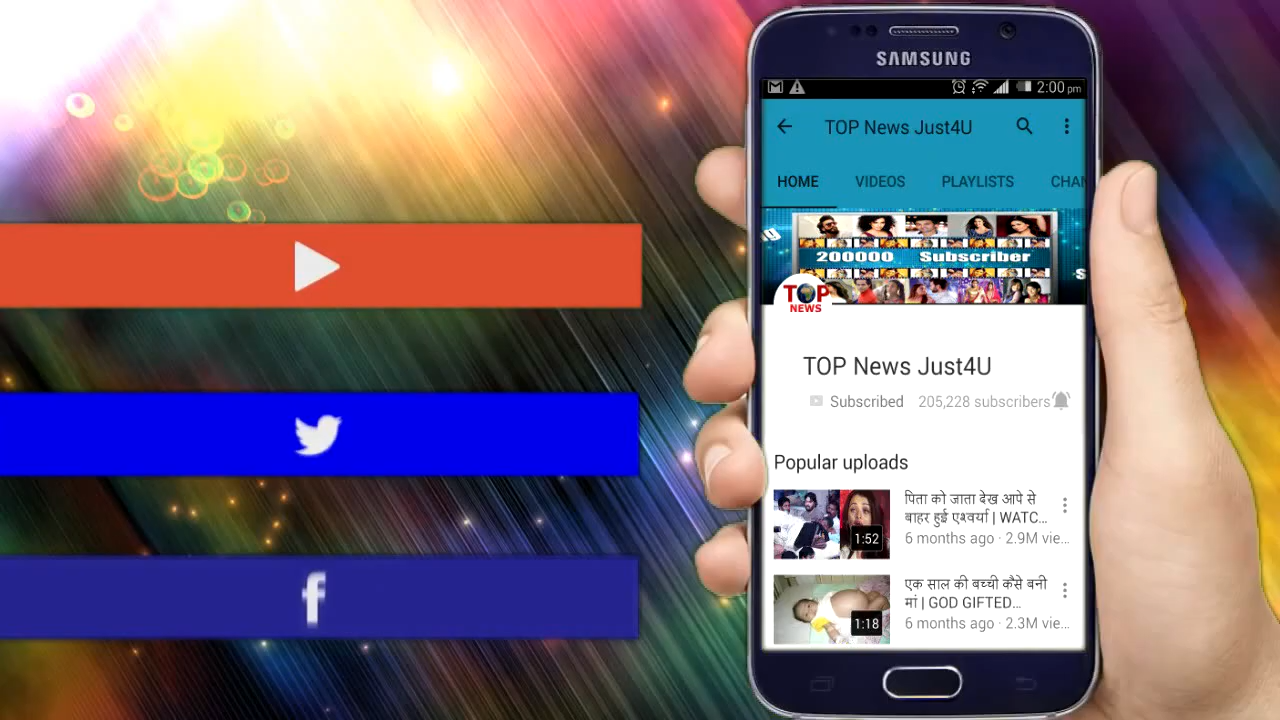 SAMSUNG
2:00 pm
TOP News Just4U
HOME VIDEOS PLAYLISTS CHAN
200000 Subscriber
TOP
NEWS
TOP News Just4U
Subscribed 205,228 subscribers
Popular uploads
पिता को जाता देख आपे से
बाहर हुई एश्वर्या | WATC...
6 months ago · 2.9M vie...
1:52
एक साल की बच्ची कैसे बनी
मां | GOD GIFTED...
6 months ago · 2.3M vie...
1:18